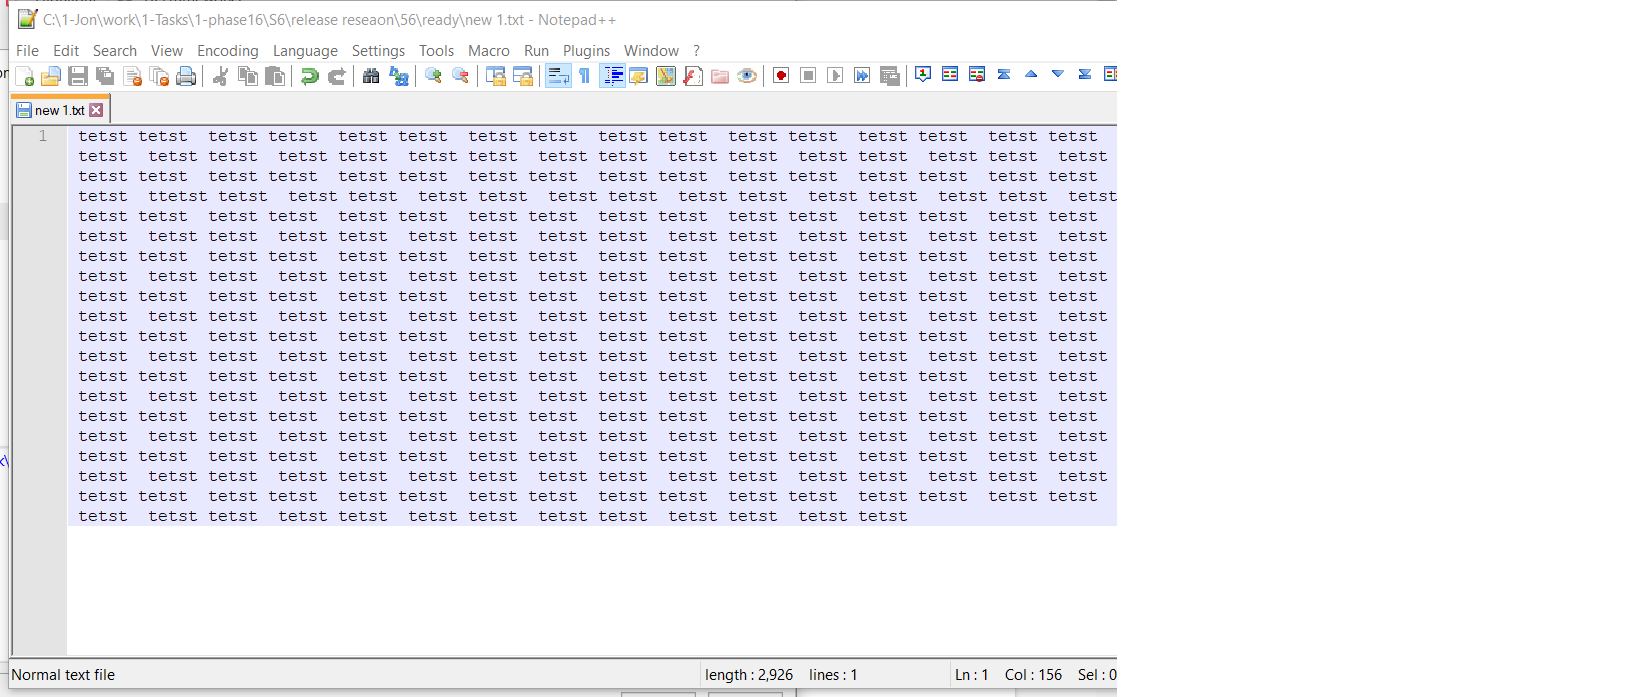 C:\1-Jon\work\1-Tasks\1-phase16\S6\release reseaon\56\ready\new 1.txt - Notepad++
File Edit Search View Encoding Language Settings Tools Macro Run Plugins Window ?
new 1.txt
1 tetst tetst  tetst tetst  tetst tetst  tetst tetst  tetst tetst  tetst tetst  tetst tetst  tetst tetst
tetst  tetst tetst  tetst tetst  tetst tetst  tetst tetst  tetst tetst  tetst tetst  tetst tetst  tetst
tetst tetst  tetst tetst  tetst tetst  tetst tetst  tetst tetst  tetst tetst  tetst tetst  tetst tetst
tetst  ttetst tetst  tetst tetst  tetst tetst  tetst tetst  tetst tetst  tetst tetst  tetst tetst  tetst
tetst tetst  tetst tetst  tetst tetst  tetst tetst  tetst tetst  tetst tetst  tetst tetst  tetst tetst
tetst  tetst tetst  tetst tetst  tetst tetst  tetst tetst  tetst tetst  tetst tetst  tetst tetst  tetst
tetst tetst  tetst tetst  tetst tetst  tetst tetst  tetst tetst  tetst tetst  tetst tetst  tetst tetst
tetst  tetst tetst  tetst tetst  tetst tetst  tetst tetst  tetst tetst  tetst tetst  tetst tetst  tetst
tetst tetst  tetst tetst  tetst tetst  tetst tetst  tetst tetst  tetst tetst  tetst tetst  tetst tetst
tetst  tetst tetst  tetst tetst  tetst tetst  tetst tetst  tetst tetst  tetst tetst  tetst tetst  tetst
tetst tetst  tetst tetst  tetst tetst  tetst tetst  tetst tetst  tetst tetst  tetst tetst  tetst tetst
tetst  tetst tetst  tetst tetst  tetst tetst  tetst tetst  tetst tetst  tetst tetst  tetst tetst  tetst
tetst tetst  tetst tetst  tetst tetst  tetst tetst  tetst tetst  tetst tetst  tetst tetst  tetst tetst
tetst  tetst tetst  tetst tetst  tetst tetst  tetst tetst  tetst tetst  tetst tetst  tetst tetst  tetst
tetst tetst  tetst tetst  tetst tetst  tetst tetst  tetst tetst  tetst tetst  tetst tetst  tetst tetst
tetst  tetst tetst  tetst tetst  tetst tetst  tetst tetst  tetst tetst  tetst tetst  tetst tetst  tetst
tetst tetst  tetst tetst  tetst tetst  tetst tetst  tetst tetst  tetst tetst  tetst tetst  tetst tetst
tetst  tetst tetst  tetst tetst  tetst tetst  tetst tetst  tetst tetst  tetst tetst  tetst tetst  tetst
tetst tetst  tetst tetst  tetst tetst  tetst tetst  tetst tetst  tetst tetst  tetst tetst  tetst tetst
tetst  tetst tetst  tetst tetst  tetst tetst  tetst tetst  tetst tetst  tetst tetst
Normal text file length : 2,926 lines : 1 Ln : 1 Col : 156 Sel : 0